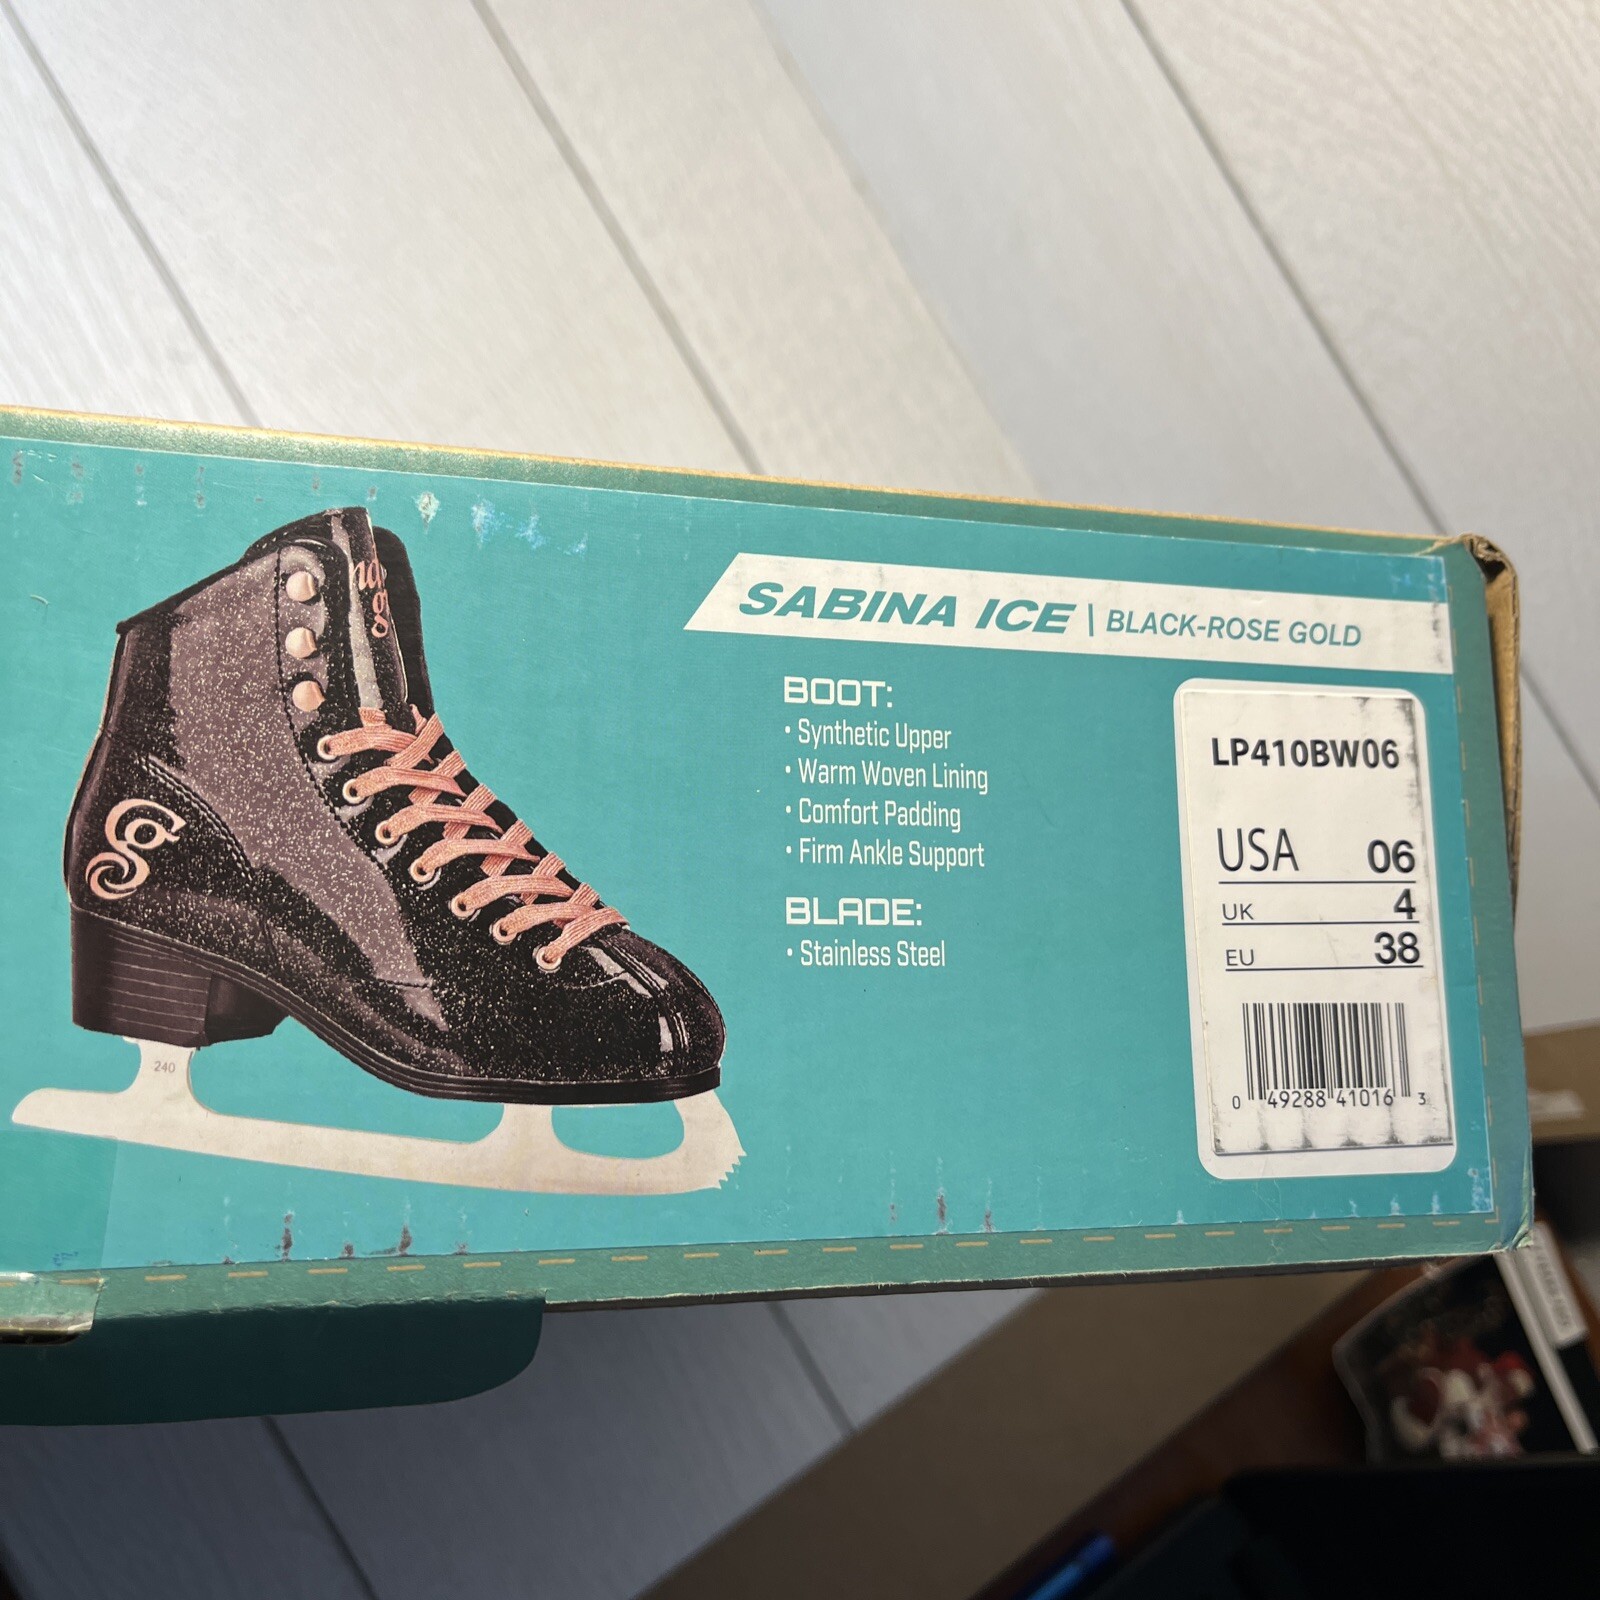 SABINA ICE | BLACK-ROSE GOLD
BOOT:
• Synthetic Upper
• Warm Woven Lining
• Comfort Padding
• Firm Ankle Support
BLADE:
• Stainless Steel
LP410BW06
USA 06
UK 4
EU 38
0 49288 41016 3
240